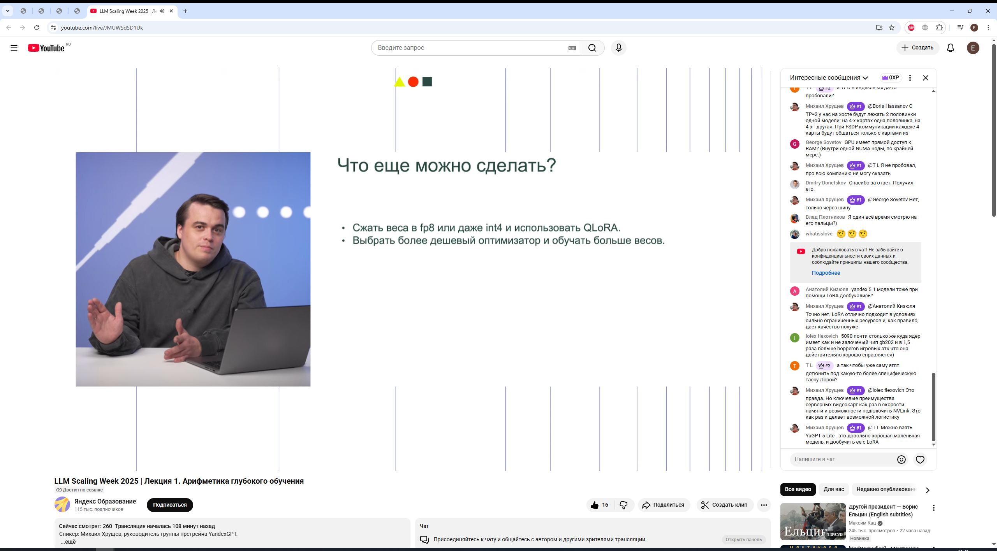 LLM Scaling Week 2025 | Ле
youtube.com/live/JMUWSdSD1Uk
ABP
E
YouTube RU
Введите запрос
Создать
E
Что еще можно сделать?
• Сжать веса в fp8 или даже int4 и использовать QLoRA.
• Выбрать более дешевый оптимизатор и обучать больше весов.
Интересные сообщения
0XP
T L #2 а TPU в Яндексе когда-то
пробовали?
Михаил Хрущев #1 @Boris Hassanov С
TP=2 у нас на хосте будут лежать 2 половинки
одной модели: на 4-х картах одна половинка, на
4-х - другая. При FSDP коммуникации каждые 4
карты будут общаться только с картами из
G
George Sovetov GPU имеет прямой доступ к
RAM? (Внутри одной NUMA ноды, по крайней
мере.)
Михаил Хрущев #1 @T L Я не пробовал,
про всю компанию не могу сказать
Dmitry Donetskov Спасибо за ответ. Получил
его.
Михаил Хрущев #1 @George Sovetov Нет,
только через шину
Влад Плотников Я один всё время смотрю на
его пальцы?)
whatisslove
Добро пожаловать в чат! Не забывайте о
конфиденциальности своих данных и
соблюдайте принципы нашего сообщества.
Подробнее
А
Анатолий Кизюля yandex 5.1 модели тоже при
помощи LoRA дообучались?
Михаил Хрущев #1 @Анатолий Кизюля
Точно нет. LoRA отлично подходит в условиях
сильно ограниченных ресурсов и, как правило,
дает качество похуже
l
lolex flexovich 5090 почти столько же куда ядер
имеет как и не залоченый чип gb202 и в 1,5
раза больше hopperов игровых атк что она
действительно хорошо справляется)
T
T L #2 а так чтобы уже саму ягпт
дотюнить под какую-то более специфическую
таску Лорой?
Михаил Хрущев #1 @lolex flexovich Это
правда. Но ключевые преимущества
серверных видеокарт как раз в скорости
памяти и возможности подключить NVLink. Это
как раз и делает возможной логистику
Михаил Хрущев #1 @T L Можно взять
YaGPT 5 Lite - это довольно хорошая маленькая
модель, и дообучить ее с LoRA
Напишите в чат
LLM Scaling Week 2025 | Лекция 1. Арифметика глубокого обучения
Доступ по ссылке
Яндекс Образование
115 тыс. подписчиков
Подписаться
16
Поделиться
Создать клип
Сейчас смотрят: 260 Трансляция началась 108 минут назад
Спикер: Михаил Хрущев, руководитель группы претрейна YandexGPT.
...ещё
Чат
Присоединяйтесь к чату и общайтесь с автором и другими зрителями трансляции.
Открыть панель
Все видео
Для вас
Недавно опубликованн
Ельцин
1:09:20
Другой президент — Борис
Ельцин (English subtitles)
Максим Кац
245 тыс. просмотров • 22 часа назад
Новинка